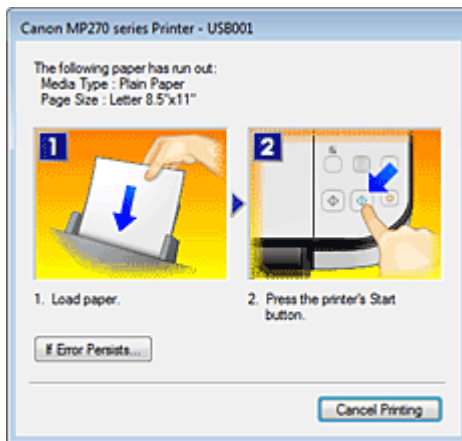 Canon MP270 series Printer - USB001
The following paper has run out:
Media Type : Plain Paper
Page Size : Letter 8.5"x11"
1
2
1. Load paper.
2. Press the printer's Start
button.
If Error Persists...
Cancel Printing